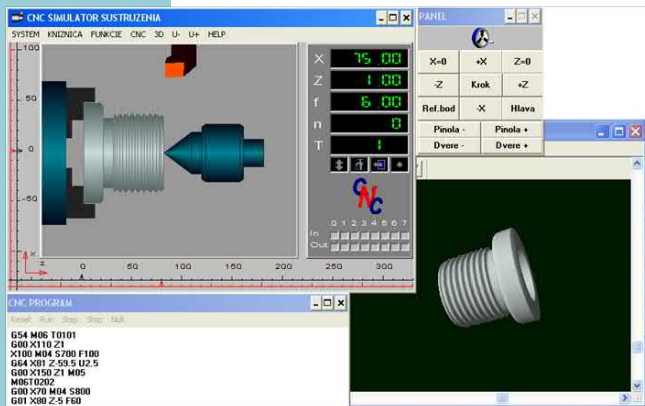 CNC SIMULATOR SUSTRUZENIA
SYSTEM KNIZNICA FUNKCIE CNC 3D U- U+ HELP
100
50
0
-50
X
Z
0 50 100 150 200 250 300
X 75.00
Z 1.00
f 6.00
n 0
T 1
CNC
0 1 2 3 4 5 6 7
In
Out
PANEL
X=0 +X Z=0
-Z Krok +Z
Ref.bod -X Hlava
Pinola - Pinola +
Dvere - Dvere +
CNC PROGRAM
Reset Run Step Stop Null
G54 M06 T0101
G00 X110 Z1
X100 M04 S700 F100
G64 X81 Z-59.5 U2.5
G00 X150 Z1 M05
M06T0202
G00 X70 M04 S800
G01 X80 Z-5 F60